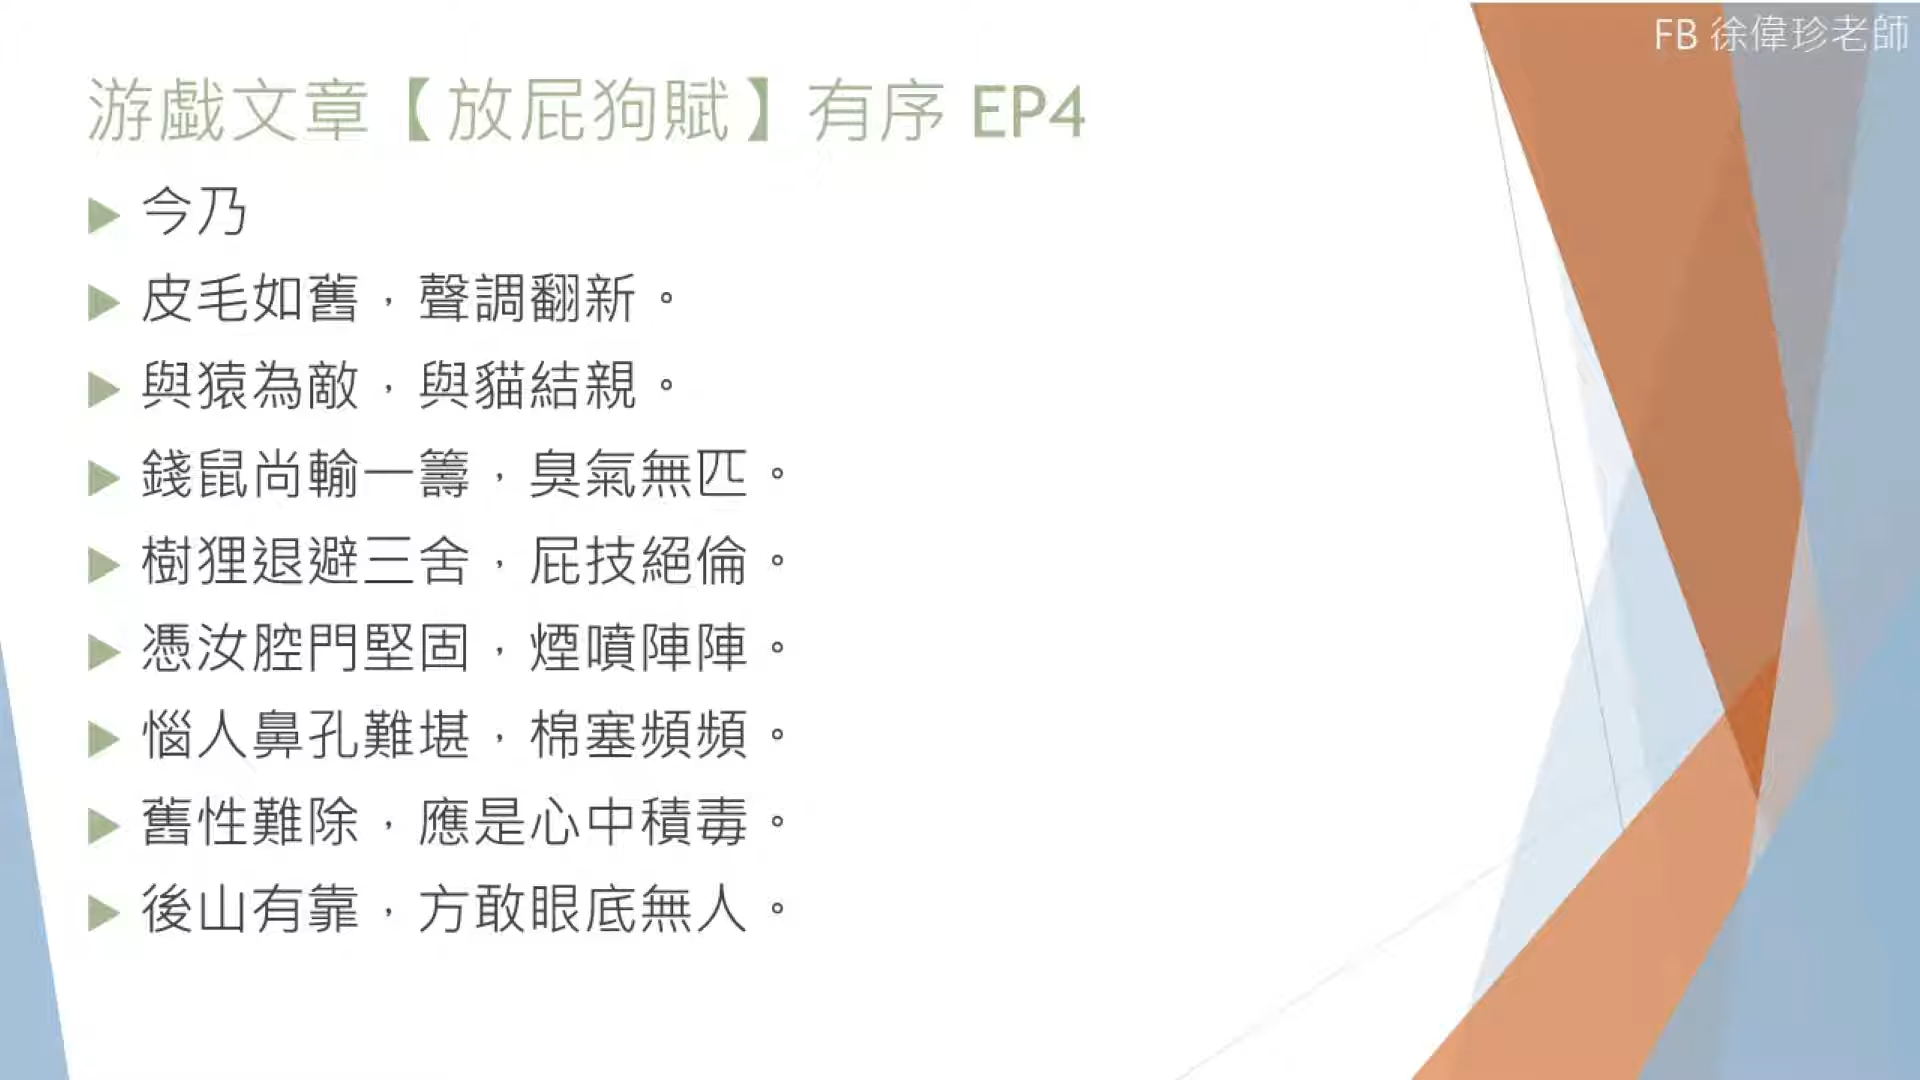 FB 徐偉珍老師
游戱文章【放屁狗賦】有序 EP4
今乃
皮毛如舊，聲調翻新。
與猿為敵，與貓結親。
錢鼠尚輸一籌，臭氣無匹。
樹狸退避三舍，屁技絕倫。
憑汝腔門堅固，煙噴陣陣。
惱人鼻孔難堪，棉塞頻頻。
舊性難除，應是心中積毒。
後山有靠，方敢眼底無人。